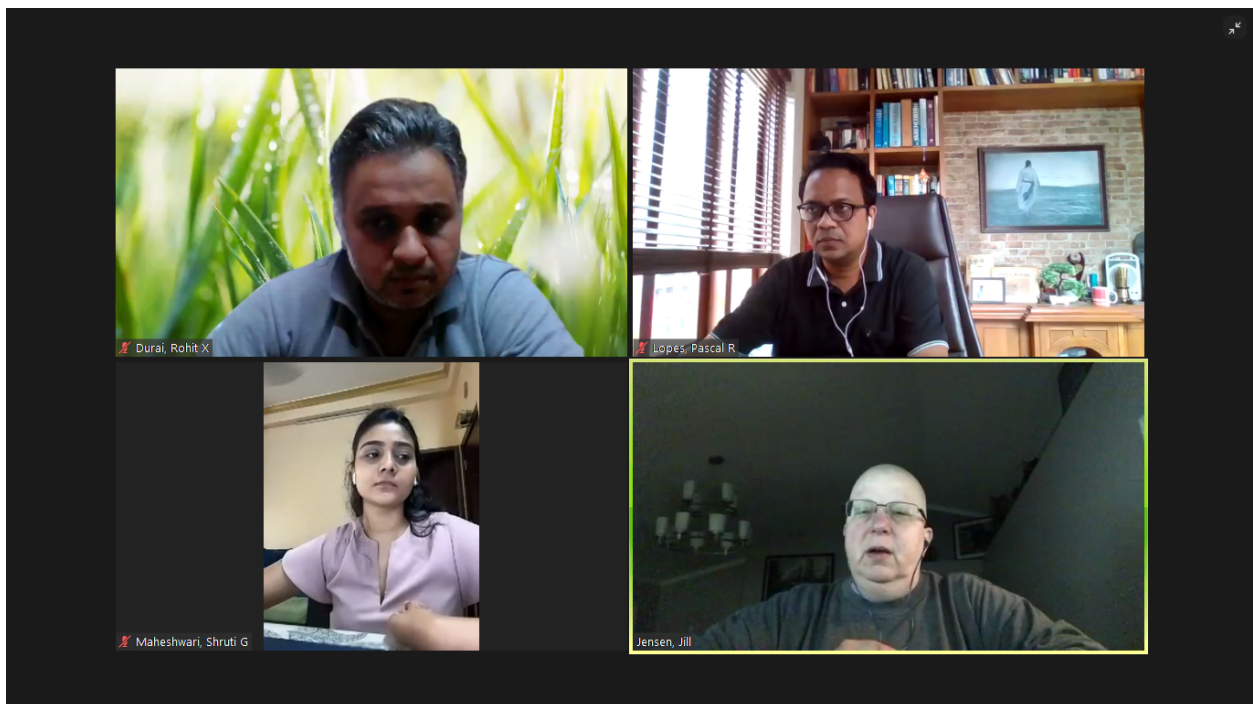 Durai, Rohit X
Lopes, Pascal R
Maheshwari, Shruti G
Jensen, Jill